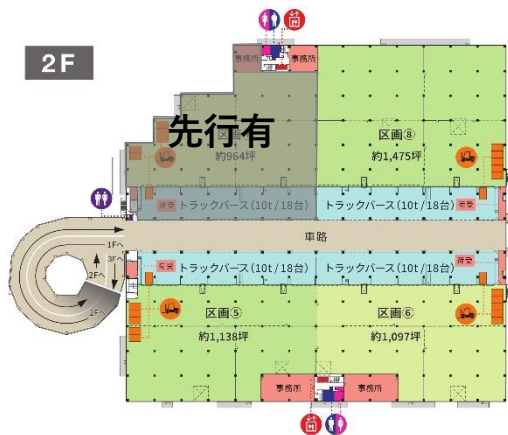 2F
事務所
事務所
先行有
区画
約964坪
区画⑧
約1,475坪
荷受
トラックバース(10t/18台)
トラックバース(10t/18台)
荷受
車路
1Fへ
3Fへ
2Fへ
2Fへ
荷受
トラックバース(10t/18台)
トラックバース(10t/18台)
荷受
区画⑤
約1,138坪
区画⑥
約1,097坪
事務所
事務所